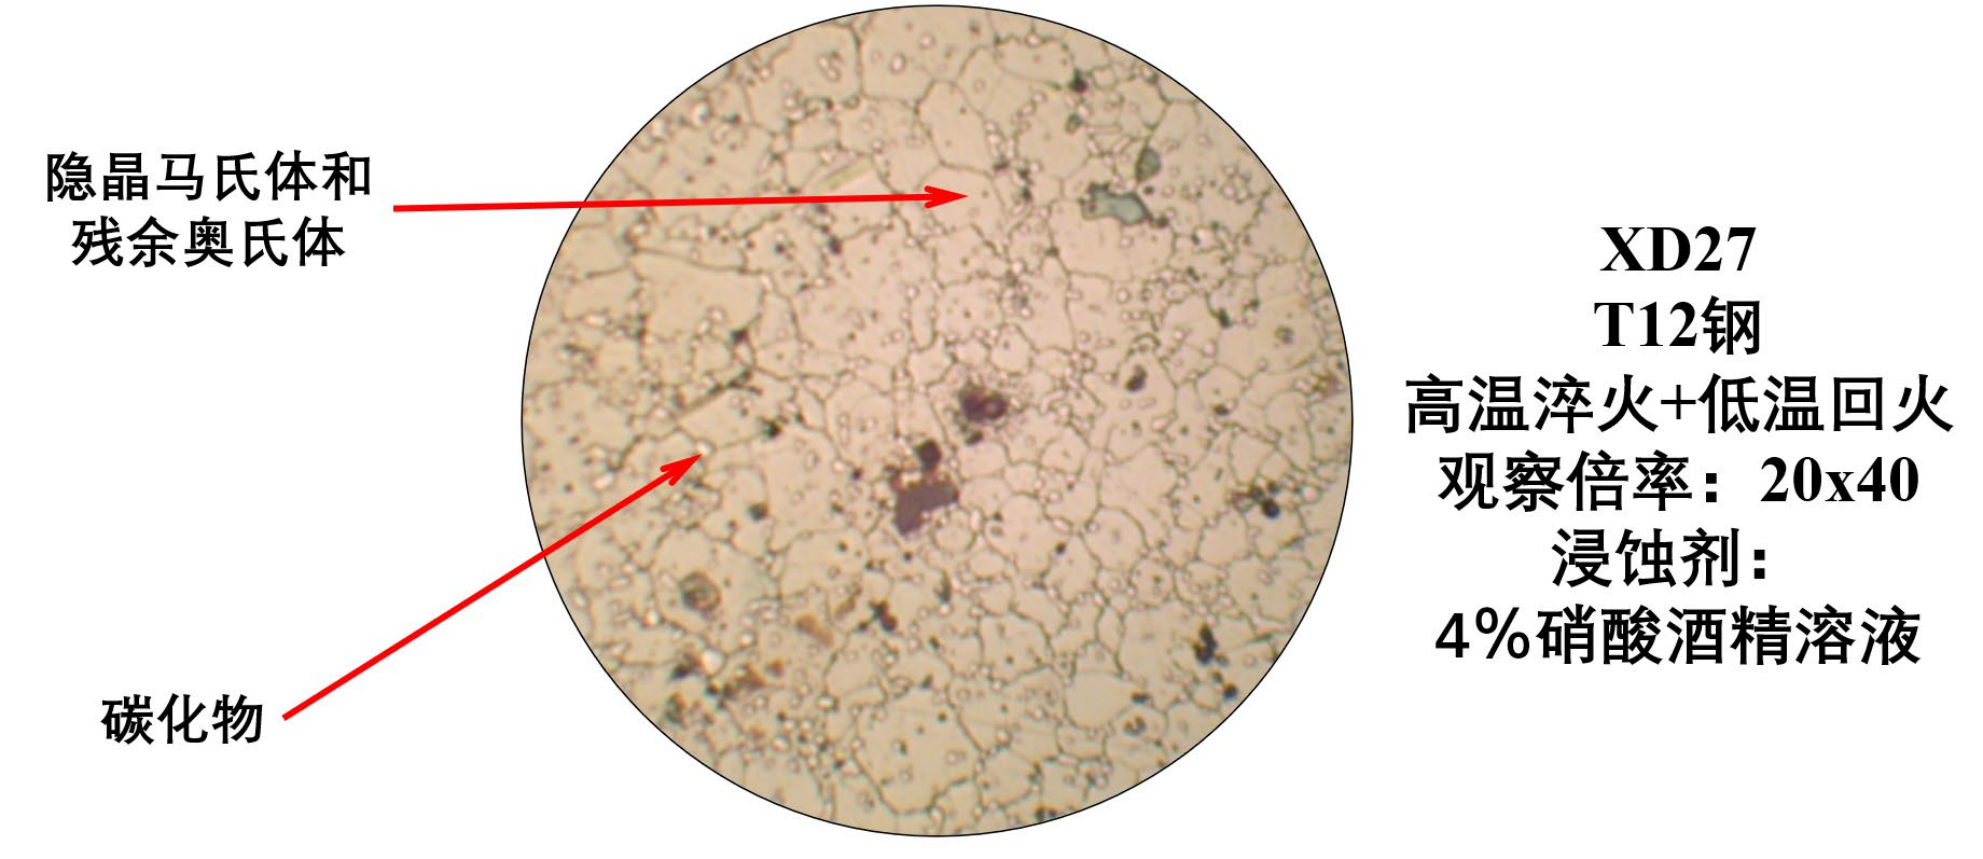 隐晶马氏体和
残余奥氏体
碳化物
XD27
T12钢
高温淬火+低温回火
观察倍率：20x40
浸蚀剂：
4%硝酸酒精溶液